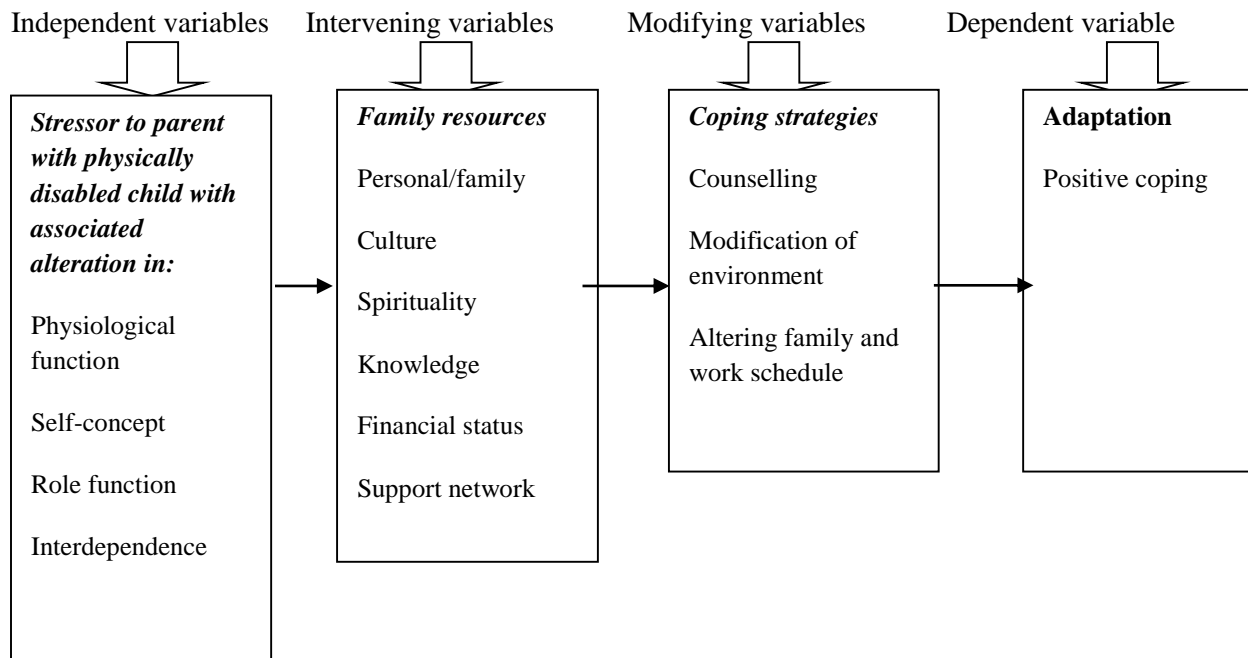 Independent variables
Intervening variables
Modifying variables
Dependent variable
Stressor to parent
with physically
disabled child with
associated
alteration in:
Physiological
function
Self-concept
Role function
Interdependence
Family resources
Personal/family
Culture
Spirituality
Knowledge
Financial status
Support network
Coping strategies
Counselling
Modification of
environment
Altering family and
work schedule
Adaptation
Positive coping